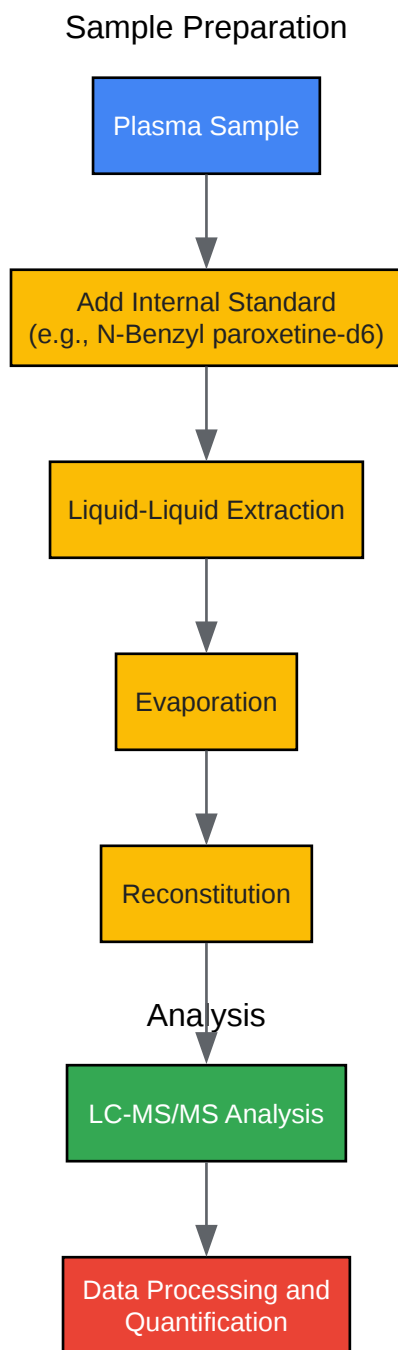 Sample Preparation
Plasma Sample
Add Internal Standard
(e.g., N-Benzyl paroxetine-d6)
Liquid-Liquid Extraction
Evaporation
Reconstitution
Analysis
LC-MS/MS Analysis
Data Processing and
Quantification